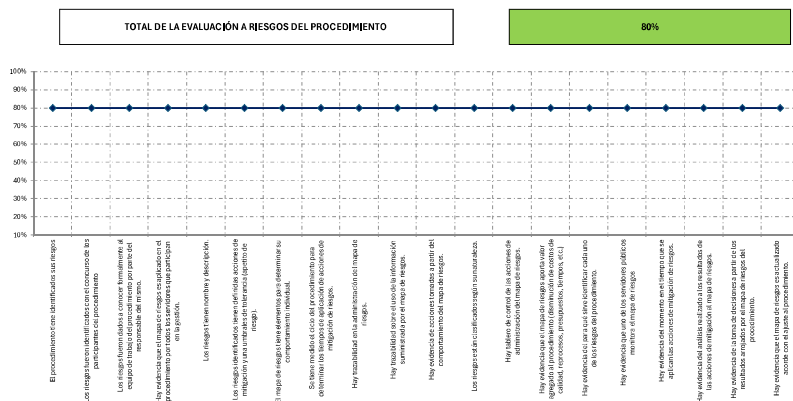 TOTAL DE LA EVALUACIÓN A RIESGOS DEL PROCEDIMIENTO
80%
100%
90%
80%
70%
60%
50%
40%
30%
20%
10%
El procedimiento tiene identificados sus riesgos
Los riesgos fueron identificados con el concurso de los
participantes del procedimiento
Los riesgos fueron dados a conocer formalmente al
equipo de trabajo del procedimiento por parte del
responsable del mismo.
Hay evidencia que el mapa de riesgos es aplicado en el
procedimiento por todos los servidores que participan
en la gestión.
Los riesgos tienen nombre y descripción.
Los riesgos identificados tienen definidas acciones de
mitigación y una umbrales de tolerancia (apetito de
riesgo).
El mapa de riesgos tiene elementos para determinar su
comportamiento individual.
Se tiene medido el ciclo del procedimiento para
determinar los tiempos de aplicación de acciones de
mitigación de riesgos.
Hay trazabilidad en la administración del mapa de
riesgos.
Hay trazabilidad sobre el uso de la información
suministrada por el mapa de riesgos.
Hay evidencia de acciones tomadas a partir del
comportamiento del mapa de riesgos.
Los riesgos están clasificados según su naturaleza.
Hay tablero de control de las acciones de
administración del mapa de riesgos.
Hay evidencia que el mapa de riesgos aporta valor
agregado al procedimiento (disminución de costos de
calidad, reprocesos, presupuestos, tiempos, etc.)
Hay evidencia del para qué sirve identificar cada uno
de los riesgos del procedimiento.
Hay evidencia que uno de los servidores públicos
monitorea el mapa de riesgos
Hay evidencia del momento en el tiempo que se
aplican las acciones de mitigación de riesgos.
Hay evidencia del análisis realizado a los resultados de
las acciones de mitigación al mapa de riesgos.
Hay evidencia de la toma de decisiones a partir de los
resultados arrojados por el mapa de riesgos del
procedimiento.
Hay evidencia que el mapa de riesgos es actualizado
acorde con el ajuste al procedimiento.